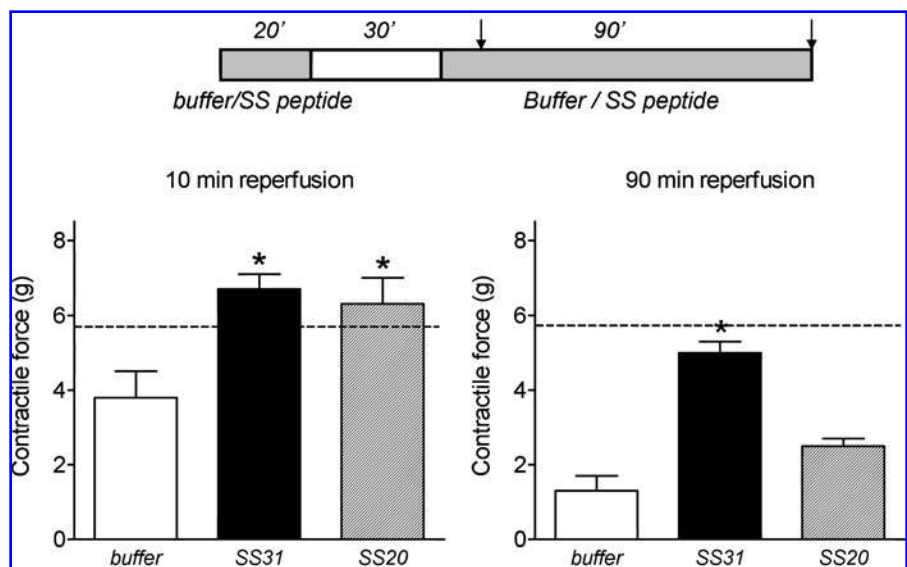 20’ 30’ 90’
buffer/SS peptide Buffer / SS peptide
10 min reperfusion
Contractile force (g)
8
6
4
2
0
* *
buffer SS31 SS20
90 min reperfusion
Contractile force (g)
8
6
4
2
0
*
buffer SS31 SS20